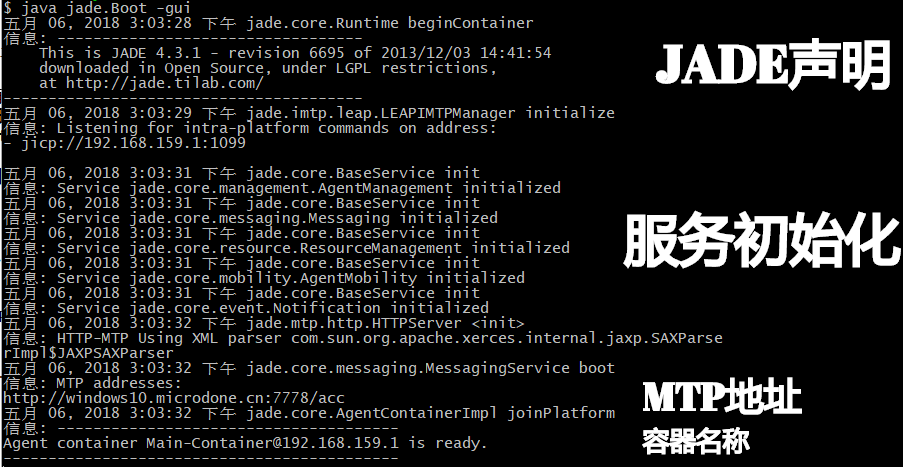 $ java jade.Boot -gui
五月 06, 2018 3:03:28 下午 jade.core.Runtime beginContainer
信息: ----------------------------------
This is JADE 4.3.1 - revision 6695 of 2013/12/03 14:41:54
downloaded in Open Source, under LGPL restrictions,
at http://jade.tilab.com/
----------------------------------------
JADE声明
五月 06, 2018 3:03:29 下午 jade.imtp.leap.LEAPIMTPManager initialize
信息: Listening for intra-platform commands on address:
- jicp://192.168.159.1:1099
五月 06, 2018 3:03:31 下午 jade.core.BaseService init
信息: Service jade.core.management.AgentManagement initialized
五月 06, 2018 3:03:31 下午 jade.core.BaseService init
信息: Service jade.core.messaging.Messaging initialized
五月 06, 2018 3:03:31 下午 jade.core.BaseService init
信息: Service jade.core.resource.ResourceManagement initialized
五月 06, 2018 3:03:31 下午 jade.core.BaseService init
信息: Service jade.core.mobility.AgentMobility initialized
五月 06, 2018 3:03:31 下午 jade.core.BaseService init
信息: Service jade.core.event.Notification initialized
服务初始化
五月 06, 2018 3:03:32 下午 jade.mtp.http.HTTPServer <init>
信息: HTTP-MTP Using XML parser com.sun.org.apache.xerces.internal.jaxp.SAXParse
rImpl$JAXPSAXParser
五月 06, 2018 3:03:32 下午 jade.core.messaging.MessagingService boot
信息: MTP addresses:
http://windows10.microdone.cn:7778/acc
MTP地址
五月 06, 2018 3:03:32 下午 jade.core.AgentContainerImpl joinPlatform
信息: --------------------------------------
Agent container Main-Container@192.168.159.1 is ready.
--------------------------------------------
容器名称